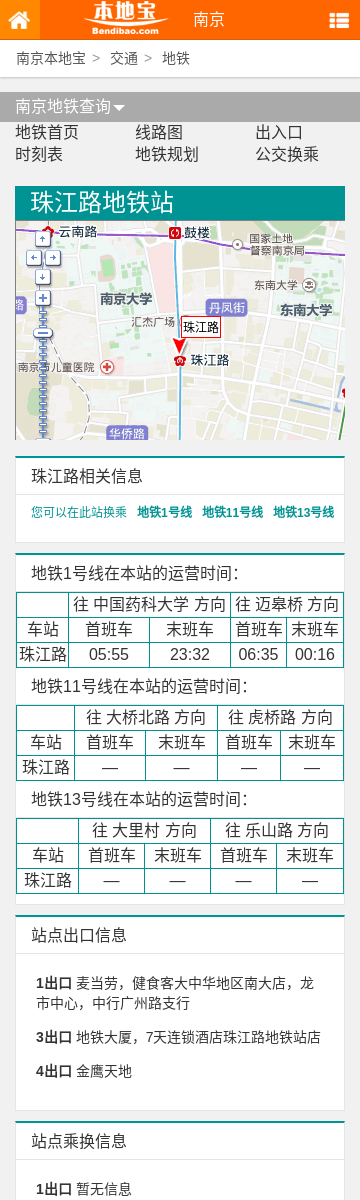 本地宝
Bendibao.com
南京
南京本地宝 > 交通 > 地铁
南京地铁查询
地铁首页 线路图 出入口
时刻表 地铁规划 公交换乘
珠江路地铁站
云南路
鼓楼
国家土地
督察南京局
东南大学
南京大学
丹凤街
东南大学
路
汇杰广场
珠江路
珠江路
南京市儿童医院
华侨路
珠江路相关信息
您可以在此站换乘 地铁1号线 地铁11号线 地铁13号线
地铁1号线在本站的运营时间：
往 中国药科大学 方向 往 迈皋桥 方向
车站 首班车 末班车 首班车 末班车
珠江路 05:55 23:32 06:35 00:16
地铁11号线在本站的运营时间：
往 大桥北路 方向 往 虎桥路 方向
车站 首班车 末班车 首班车 末班车
珠江路 — — — —
地铁13号线在本站的运营时间：
往 大里村 方向 往 乐山路 方向
车站 首班车 末班车 首班车 末班车
珠江路 — — — —
站点出口信息
1出口 麦当劳，健食客大中华地区南大店，龙
市中心，中行广州路支行
3出口 地铁大厦，7天连锁酒店珠江路地铁站店
4出口 金鹰天地
站点乘换信息
1出口 暂无信息